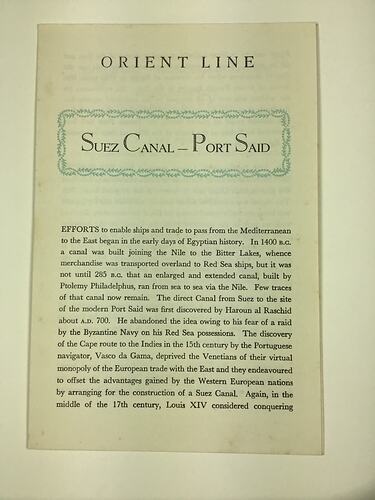 ORIENT LINE
SUEZ CANAL – PORT SAID
EFFORTS to enable ships and trade to pass from the Mediterranean
to the East began in the early days of Egyptian history. In 1400 B.C.
a canal was built joining the Nile to the Bitter Lakes, whence
merchandise was transported overland to Red Sea ships, but it was
not until 285 B.C. that an enlarged and extended canal, built by
Ptolemy Philadelphus, ran from sea to sea via the Nile. Few traces
of that canal now remain. The direct Canal from Suez to the site
of the modern Port Said was first discovered by Haroun al Raschid
about A.D. 700. He abandoned the idea owing to his fear of a raid
by the Byzantine Navy on his Red Sea possessions. The discovery
of the Cape route to the Indies in the 15th century by the Portuguese
navigator, Vasco da Gama, deprived the Venetians of their virtual
monopoly of the European trade with the East and they endeavoured
to offset the advantages gained by the Western European nations
by arranging for the construction of a Suez Canal. Again, in the
middle of the 17th century, Louis XIV considered conquering